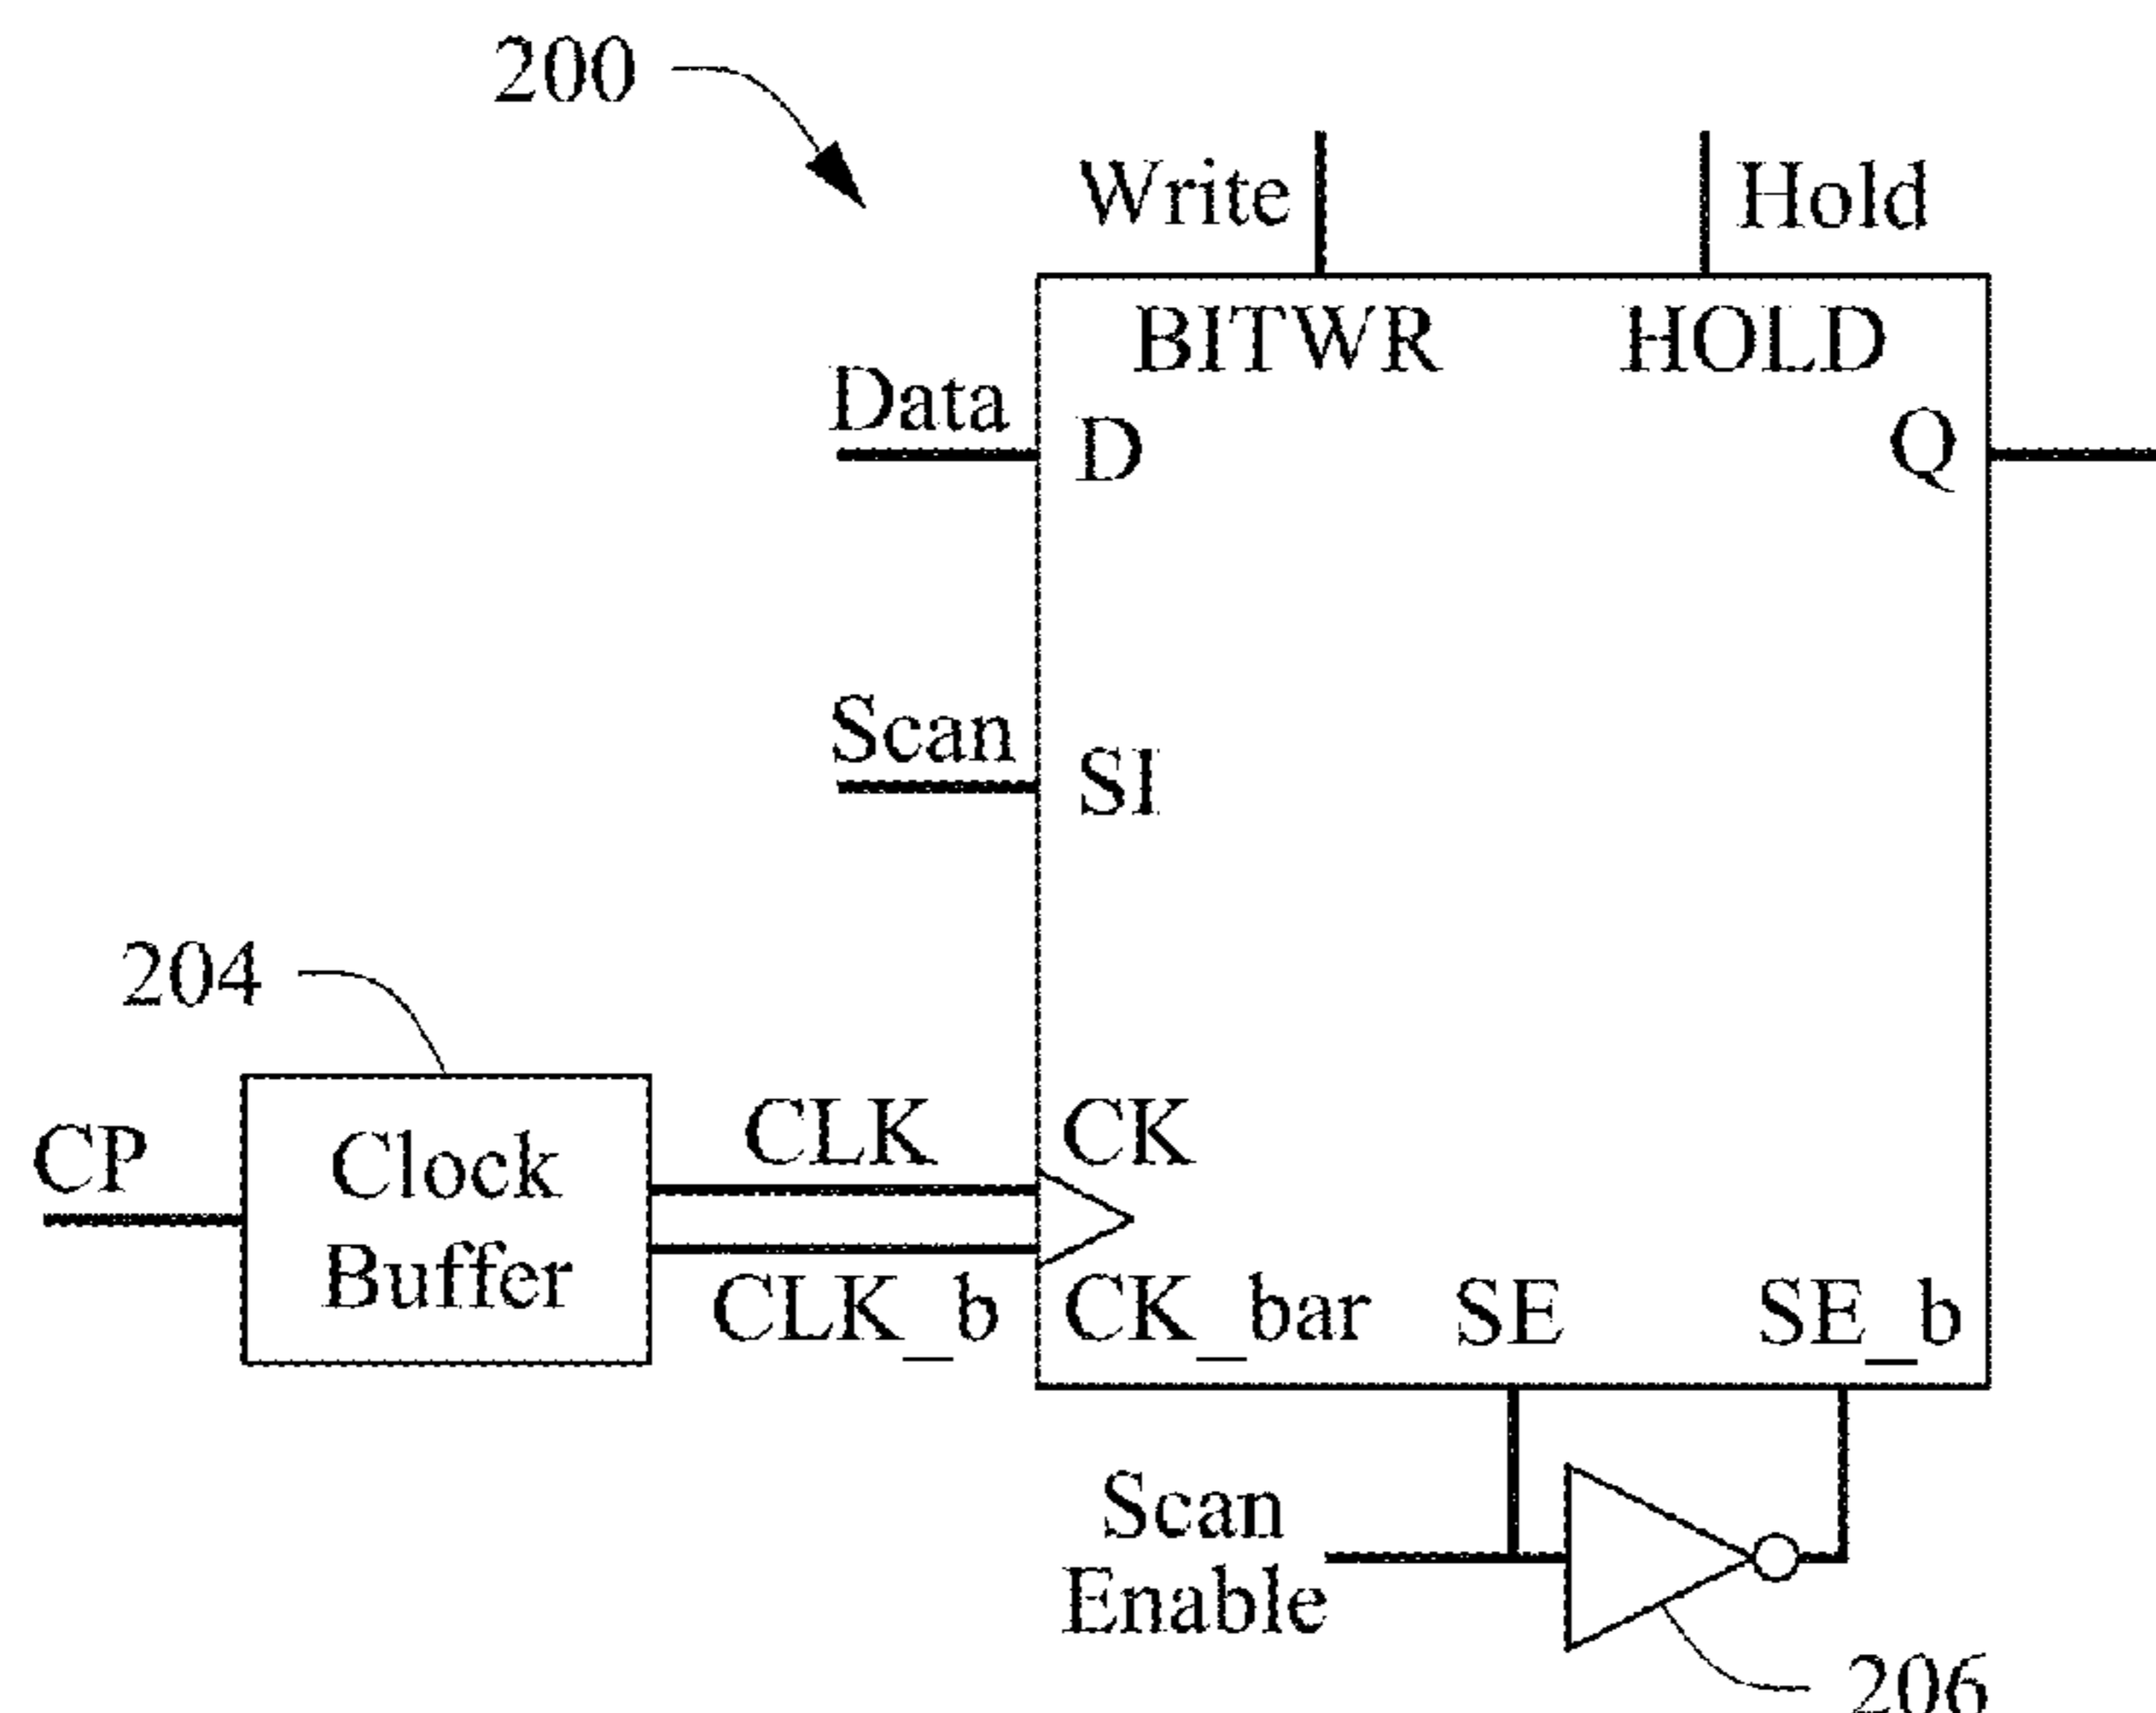 200
Write
Hold
BITWR
HOLD
Data
D
Q
Scan
SI
204
CP
Clock
Buffer
CLK
CK
CLK_b
CK_bar
SE
SE_b
Scan
Enable
206